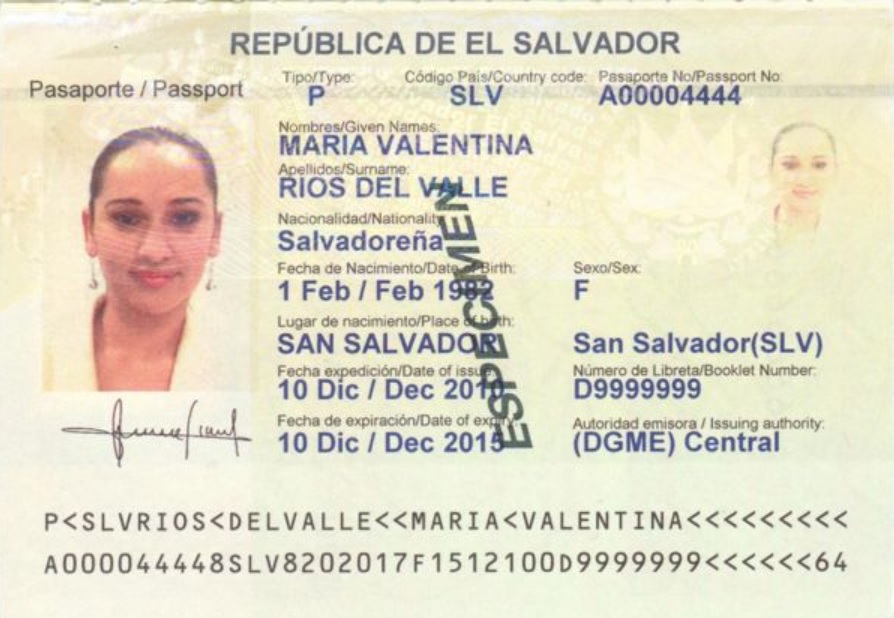 REPÚBLICA DE EL SALVADOR
Pasaporte / Passport
Tipo/Type: Código País/Country code: Pasaporte No/Passport No:
P SLV A00004444
Nombres/Given Names:
MARIA VALENTINA
Apellidos/Surname:
RIOS DEL VALLE
Nacionalidad/Nationality
Salvadoreña
Fecha de Nacimiento/Date of Birth: Sexo/Sex:
1 Feb / Feb 1982 F
Lugar de nacimiento/Place of birth:
SAN SALVADOR San Salvador(SLV)
Fecha expedición/Date of issue: Número de Libreta/Booklet Number:
10 Dic / Dec 2010 D9999999
Fecha de expiración/Date of expiry: Autoridad emisora / Issuing authority:
10 Dic / Dec 2015 (DGME) Central
ESPECIMEN
P<SLVRIOS<DELVALLE<<MARIA<VALENTINA<<<<<<<<<
A000044448SLV8202017F1512100D9999999<<<<<<64